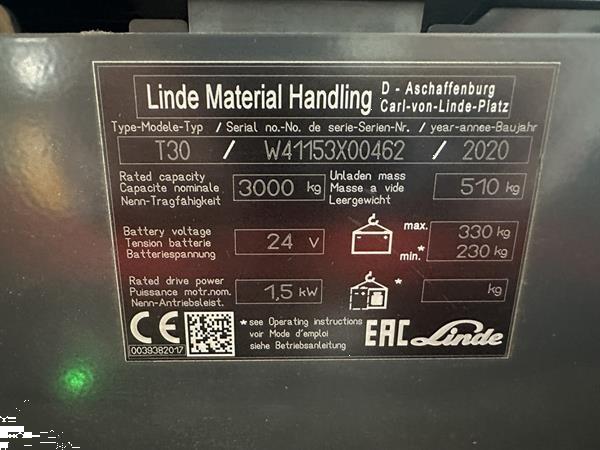 Linde Material Handling
D - Aschaffenburg
Carl-von-Linde-Platz
Type-Modele-Typ / Serial no.-No. de serie-Serien-Nr. / year-annee-Baujahr
T30 / W41153X00462 / 2020
Rated capacity
Capacite nominale
Nenn-Tragfähigkeit
3000 kg
Unladen mass
Masse a vide
Leergewicht
510 kg
Battery voltage
Tension batterie
Batteriespannung
24 V
max. 330 kg
min.* 230 kg
Rated drive power
Puissance motr.nom.
Nenn-Antriebsleist.
1,5 kW
* kg
CE
0039382017
*see Operating instructions
voir Mode d'emploi
siehe Betriebsanleitung
EAC Linde